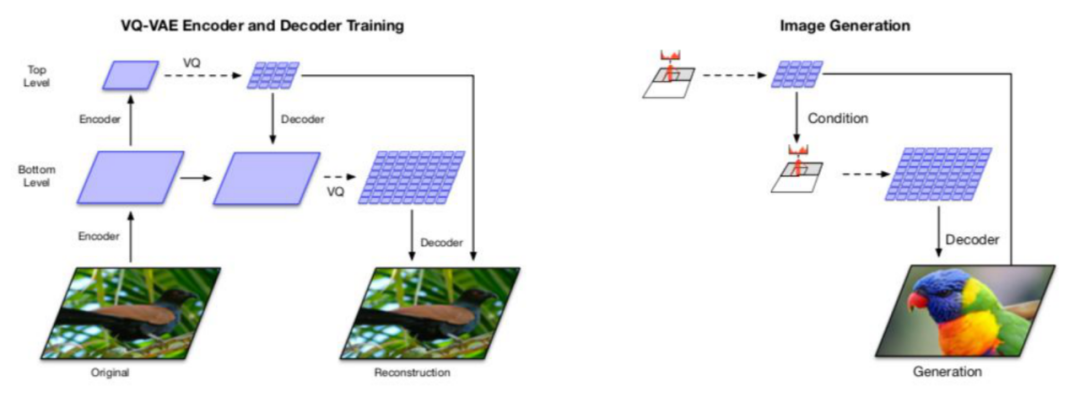 VQ-VAE Encoder and Decoder Training
Top
Level
VQ
Encoder
Decoder
Bottom
Level
VQ
Encoder
Decoder
Original
Reconstruction
Image Generation
Condition
Decoder
Generation